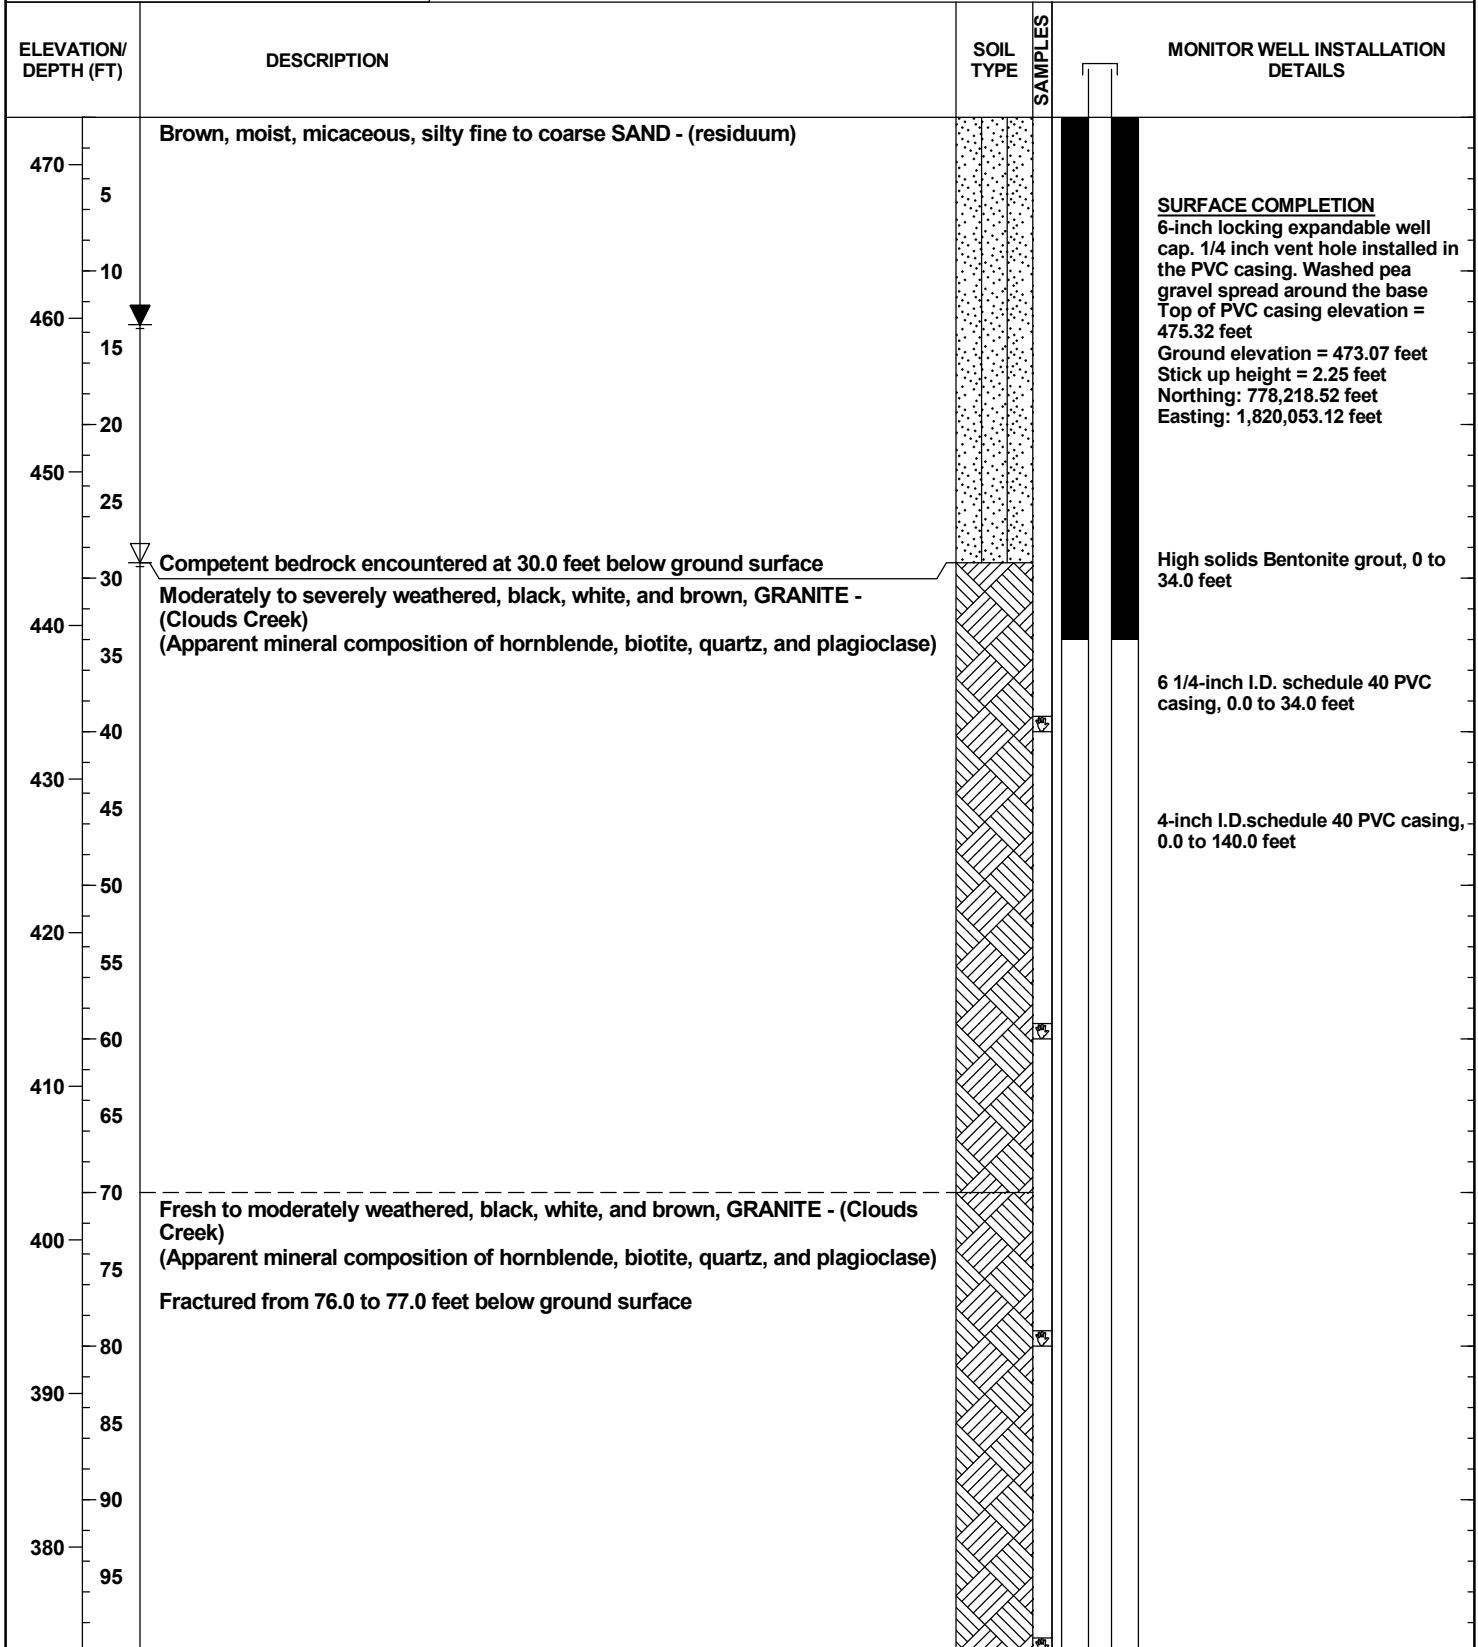 ELEVATION/
DEPTH (FT)
DESCRIPTION
SOIL
TYPE
SAMPLES
MONITOR WELL INSTALLATION
DETAILS
Brown, moist, micaceous, silty fine to coarse SAND - (residuum)
470
5
SURFACE COMPLETION
6-inch locking expandable well
cap. 1/4 inch vent hole installed in
the PVC casing. Washed pea
gravel spread around the base
Top of PVC casing elevation =
475.32 feet
Ground elevation = 473.07 feet
Stick up height = 2.25 feet
Northing: 778,218.52 feet
Easting: 1,820,053.12 feet
10
460
15
20
450
25
Competent bedrock encountered at 30.0 feet below ground surface
High solids Bentonite grout, 0 to
34.0 feet
30
Moderately to severely weathered, black, white, and brown, GRANITE -
(Clouds Creek)
(Apparent mineral composition of hornblende, biotite, quartz, and plagioclase)
440
35
6 1/4-inch I.D. schedule 40 PVC
casing, 0.0 to 34.0 feet
40
430
45
4-inch I.D.schedule 40 PVC casing,
0.0 to 140.0 feet
50
420
55
60
410
65
70
Fresh to moderately weathered, black, white, and brown, GRANITE - (Clouds
Creek)
(Apparent mineral composition of hornblende, biotite, quartz, and plagioclase)
400
75
Fractured from 76.0 to 77.0 feet below ground surface
80
390
85
90
380
95